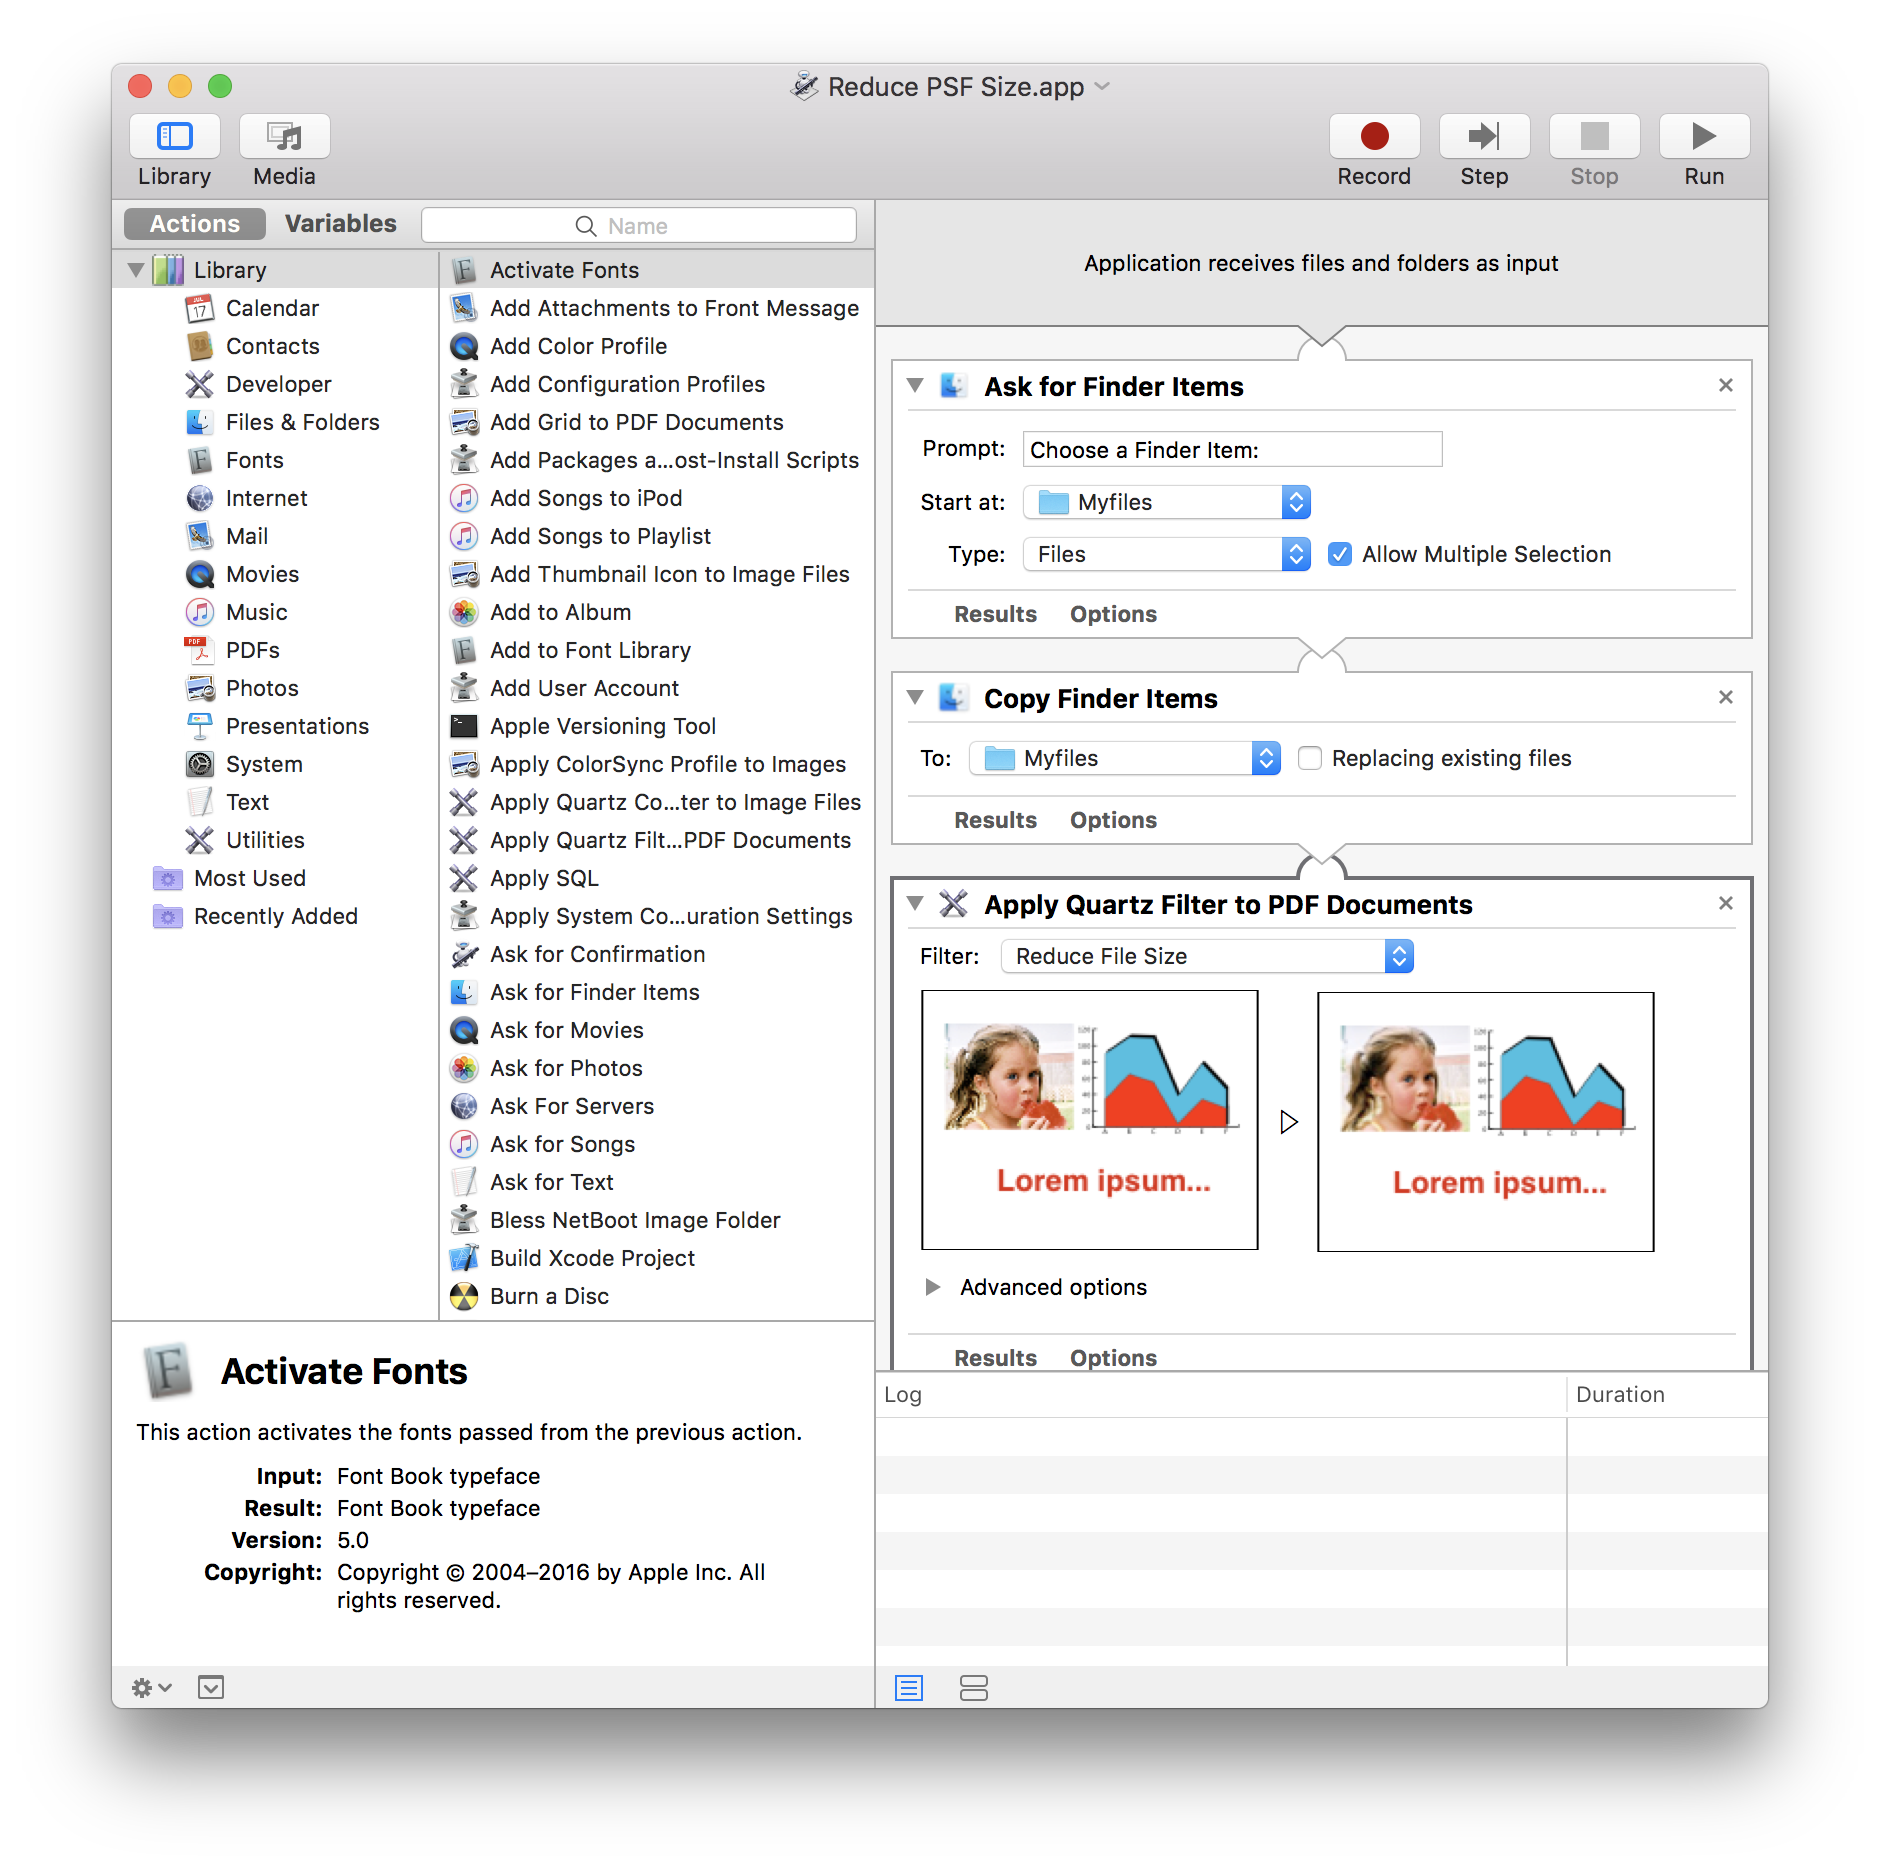 Reduce PSF Size.app
Library
Media
Record
Step
Stop
Run
Actions
Variables
Name
Library
Calendar
Contacts
Developer
Files & Folders
Fonts
Internet
Mail
Movies
Music
PDFs
Photos
Presentations
System
Text
Utilities
Most Used
Recently Added
Activate Fonts
Add Attachments to Front Message
Add Color Profile
Add Configuration Profiles
Add Grid to PDF Documents
Add Packages a...ost-Install Scripts
Add Songs to iPod
Add Songs to Playlist
Add Thumbnail Icon to Image Files
Add to Album
Add to Font Library
Add User Account
Apple Versioning Tool
Apply ColorSync Profile to Images
Apply Quartz Co...ter to Image Files
Apply Quartz Filt...PDF Documents
Apply SQL
Apply System Co...uration Settings
Ask for Confirmation
Ask for Finder Items
Ask for Movies
Ask for Photos
Ask For Servers
Ask for Songs
Ask for Text
Bless NetBoot Image Folder
Build Xcode Project
Burn a Disc
Activate Fonts
This action activates the fonts passed from the previous action.
Input: Font Book typeface
Result: Font Book typeface
Version: 5.0
Copyright: Copyright © 2004–2016 by Apple Inc. All
rights reserved.
Application receives files and folders as input
Ask for Finder Items
Prompt: Choose a Finder Item:
Start at: Myfiles
Type: Files Allow Multiple Selection
Results Options
Copy Finder Items
To: Myfiles Replacing existing files
Results Options
Apply Quartz Filter to PDF Documents
Filter: Reduce File Size
Lorem ipsum...
Lorem ipsum...
Advanced options
Results Options
Log Duration